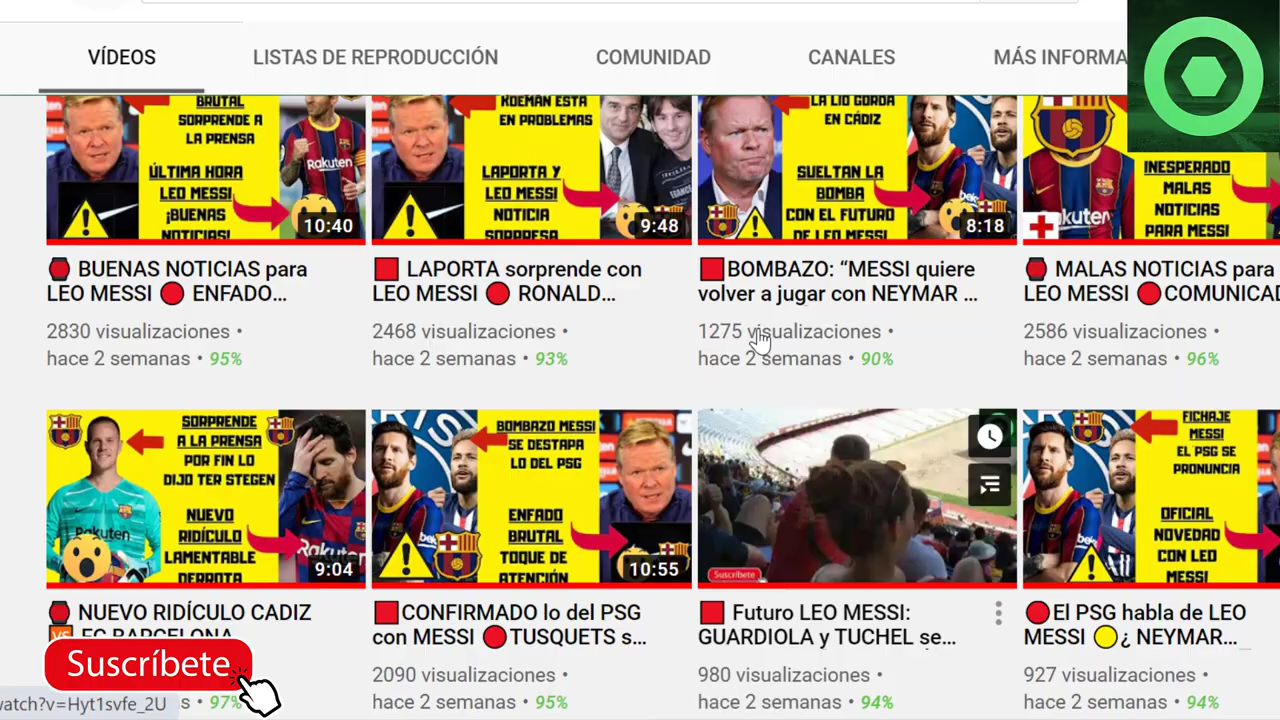 VÍDEOS
LISTAS DE REPRODUCCIÓN
COMUNIDAD
CANALES
MÁS INFORMA
BRUTAL
SORPRENDE A
LA PRENSA
ÚLTIMA HORA
LEO MESSI
¡BUENAS
NOTICIAS!
Rakuten
10:40
KOEMAN ESTÁ
EN PROBLEMAS
LAPORTA Y
LEO MESSI
NOTICIA
SORPRESA
9:48
LA LIO GORDA
EN CÁDIZ
SUELTAN LA
BOMBA
CON EL FUTURO
DE LEO MESSI
8:18
INESPERADO
MALAS
NOTICIAS
PARA MESSI
BUENAS NOTICIAS para
LEO MESSI 🔴 ENFADO...
2830 visualizaciones •
hace 2 semanas • 95%
🟥 LAPORTA sorprende con
LEO MESSI 🔴 RONALD...
2468 visualizaciones •
hace 2 semanas • 93%
🟥BOMBAZO: “MESSI quiere
volver a jugar con NEYMAR ...
1275 visualizaciones •
hace 2 semanas • 90%
MALAS NOTICIAS para
LEO MESSI 🔴COMUNICAD
2586 visualizaciones •
hace 2 semanas • 96%
SORPRENDE
A LA PRENSA
POR FIN LO
DIJO TER STEGEN
NUEVO
RIDÍCULO
LAMENTABLE
DERROTA
Rakuten
9:04
BOMBAZO MESSI
SE DESTAPA
LO DEL PSG
ENFADO
BRUTAL
TOQUE DE
ATENCIÓN
10:55
Suscríbete
FICHAJE
MESSI
EL PSG SE
PRONUNCIA
OFICIAL
NOVEDAD
CON LEO
MESSI
NUEVO RIDÍCULO CADIZ
🆚 FC BARCELONA
s • 97%
🟥CONFIRMADO lo del PSG
con MESSI 🔴TUSQUETS s...
2090 visualizaciones •
hace 2 semanas • 95%
🟥 Futuro LEO MESSI:
GUARDIOLA y TUCHEL se...
980 visualizaciones •
hace 2 semanas • 94%
🔴El PSG habla de LEO
MESSI 🟡¿ NEYMAR...
927 visualizaciones •
hace 2 semanas • 94%
Suscríbete
watch?v=Hyt1svfe_2U